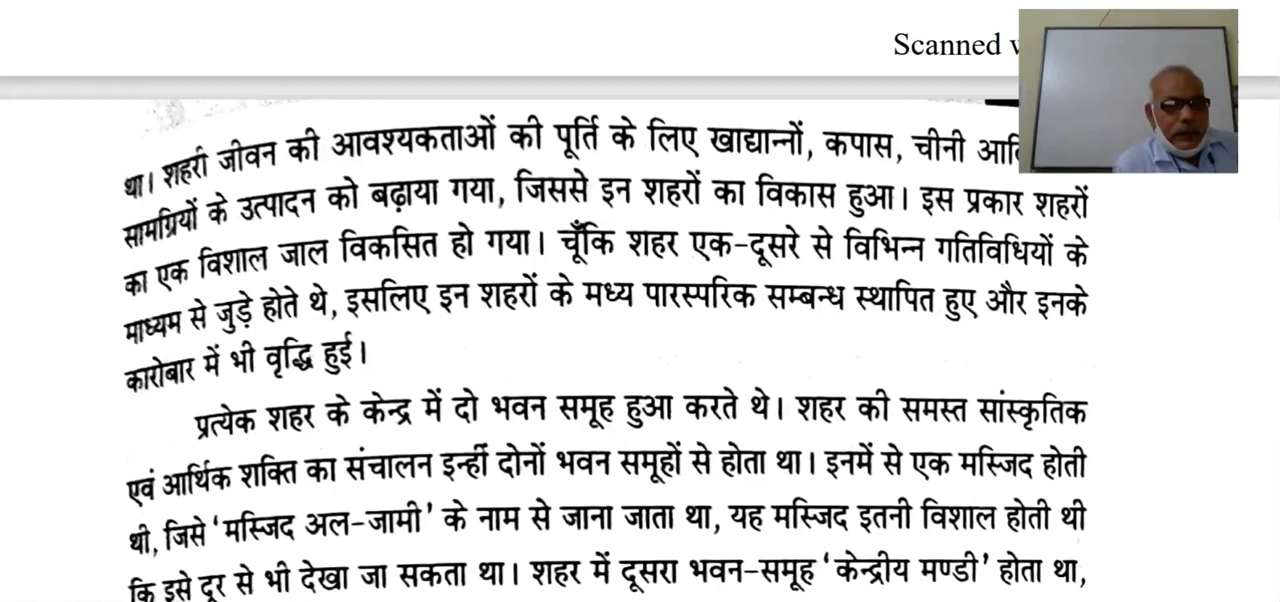 Scanned
था। शहरी जीवन की आवश्यकताओं की पूर्ति के लिए खाद्यान्नों, कपास, चीनी
सामग्रियों के उत्पादन को बढ़ाया गया, जिससे इन शहरों का विकास हुआ। इस प्रकार शहरों
का एक विशाल जाल विकसित हो गया। चूँकि शहर एक-दूसरे से विभिन्न गतिविधियों के
माध्यम से जुड़े होते थे, इसलिए इन शहरों के मध्य पारस्परिक सम्बन्ध स्थापित हुए और इनके
कारोबार में भी वृद्धि हुई।
प्रत्येक शहर के केन्द्र में दो भवन समूह हुआ करते थे। शहर की समस्त सांस्कृतिक
एवं आर्थिक शक्ति का संचालन इन्हीं दोनों भवन समूहों से होता था। इनमें से एक मस्जिद होती
थी, जिसे ‘मस्जिद अल-जामी’ के नाम से जाना जाता था, यह मस्जिद इतनी विशाल होती थी
कि इसे दूर से भी देखा जा सकता था। शहर में दूसरा भवन-समूह ‘केन्द्रीय मण्डी’ होता था,